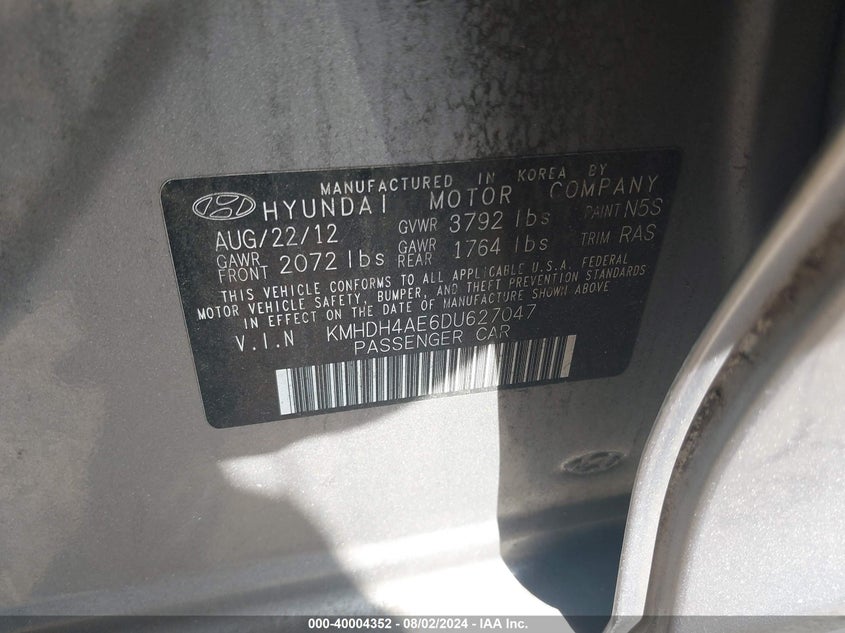 MANUFACTURED IN KOREA BY
HYUNDAI MOTOR COMPANY
AUG/22/12 GVWR 3792 lbs PAINT N5S
GAWR FRONT 2072 lbs GAWR REAR 1764 lbs TRIM RAS
THIS VEHICLE CONFORMS TO ALL APPLICABLE U.S.A. FEDERAL
MOTOR VEHICLE SAFETY, BUMPER, AND THEFT PREVENTION STANDARDS
IN EFFECT ON THE DATE OF MANUFACTURE SHOWN ABOVE.
V.I.N KMHDH4AE6DU627047
PASSENGER CAR
000-40004352 - 08/02/2024 - IAA Inc.